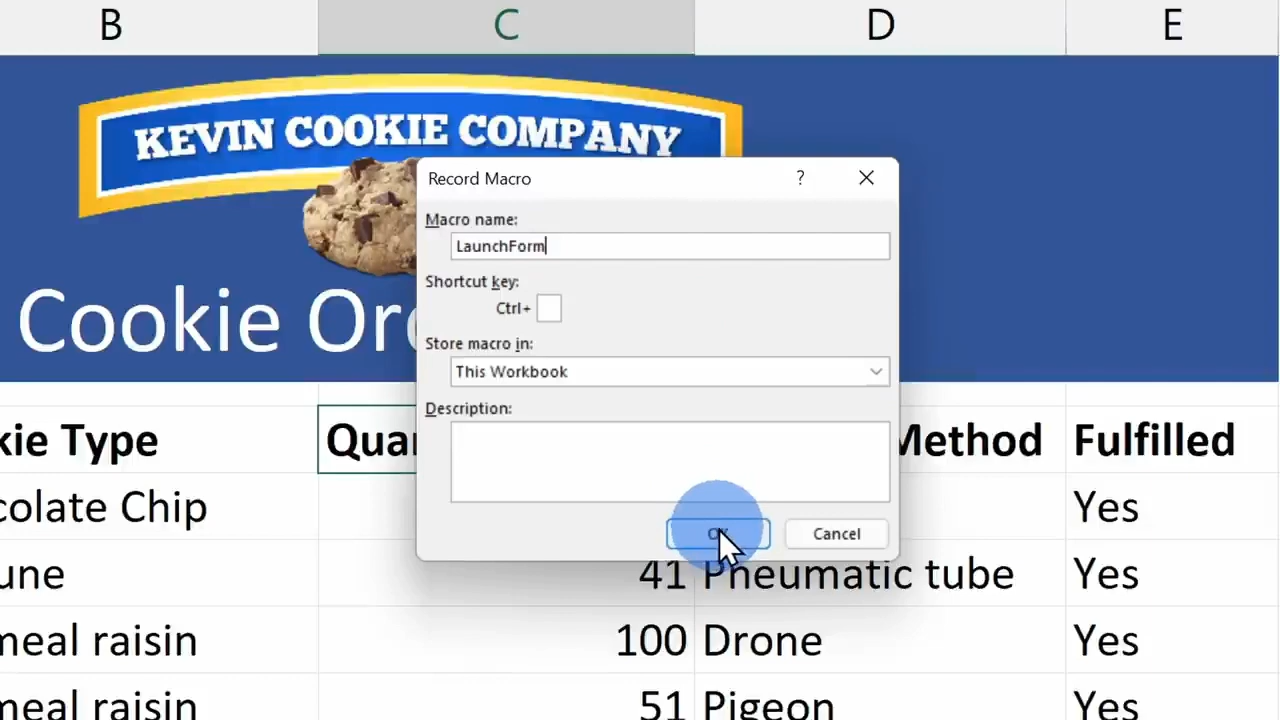 B C D E
KEVIN COOKIE COMPANY
Record Macro ?
Macro name:
LaunchForm
Shortcut key:
Ctrl+
Cookie Or
Store macro in:
This Workbook
Description:
kie Type Qua Method Fulfilled
colate Chip Yes
Cancel
une 41 Pneumatic tube Yes
meal raisin 100 Drone Yes
meal raisin 51 Pigeon Yes